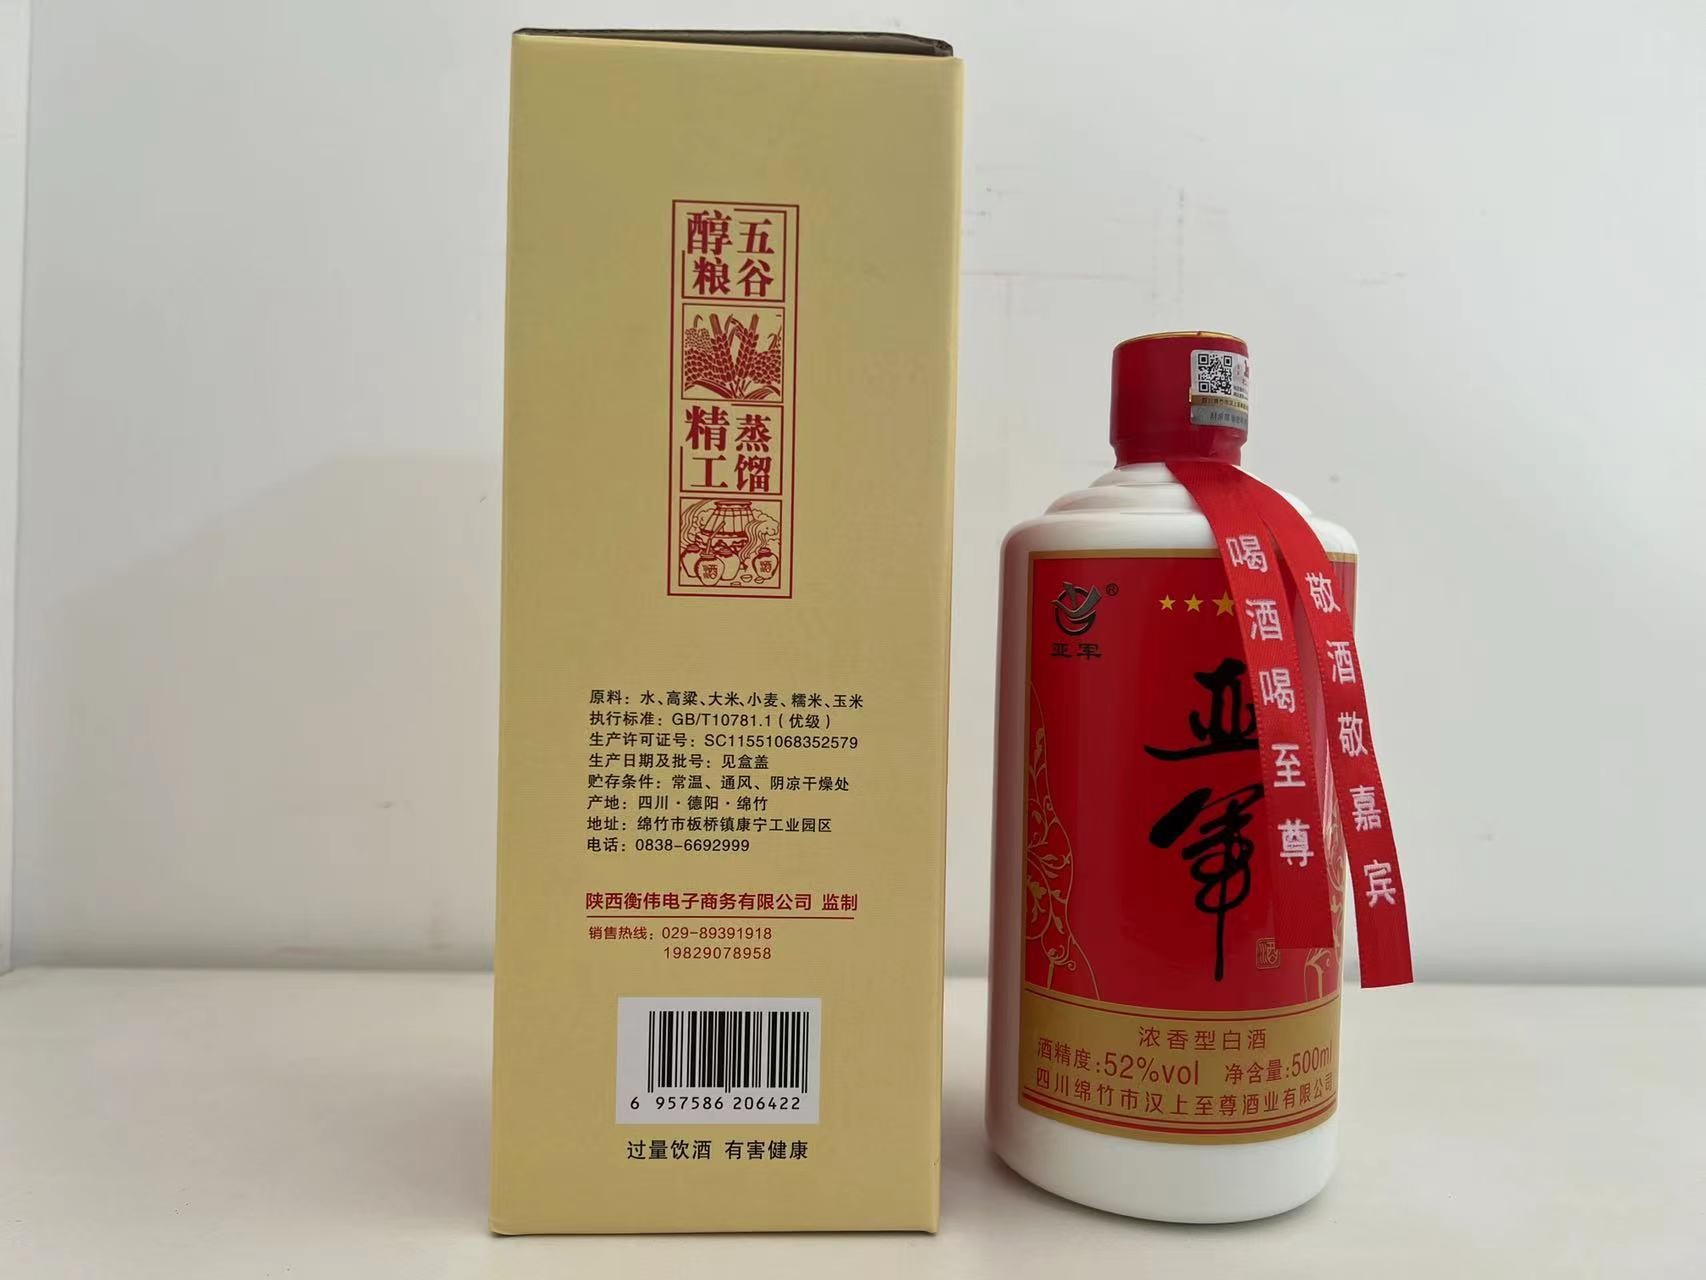 五谷
醇粮
蒸馏
精工
酒
酒
原料：水、高粱、大米、小麦、糯米、玉米
执行标准：GB/T10781.1（优级）
生产许可证号：SC11551068352579
生产日期及批号：见盒盖
贮存条件：常温、通风、阴凉干燥处
产地：四川·德阳·绵竹
地址：绵竹市板桥镇康宁工业园区
电话：0838-6692999
陕西衡伟电子商务有限公司 监制
销售热线：029-89391918
19829078958
6 957586 206422
过量饮酒 有害健康
喝酒喝至尊
敬酒敬嘉宾
®
亚军
亚军
酒
浓香型白酒
酒精度:52%vol 净含量:500ml
四川绵竹市汉上至尊酒业有限公司